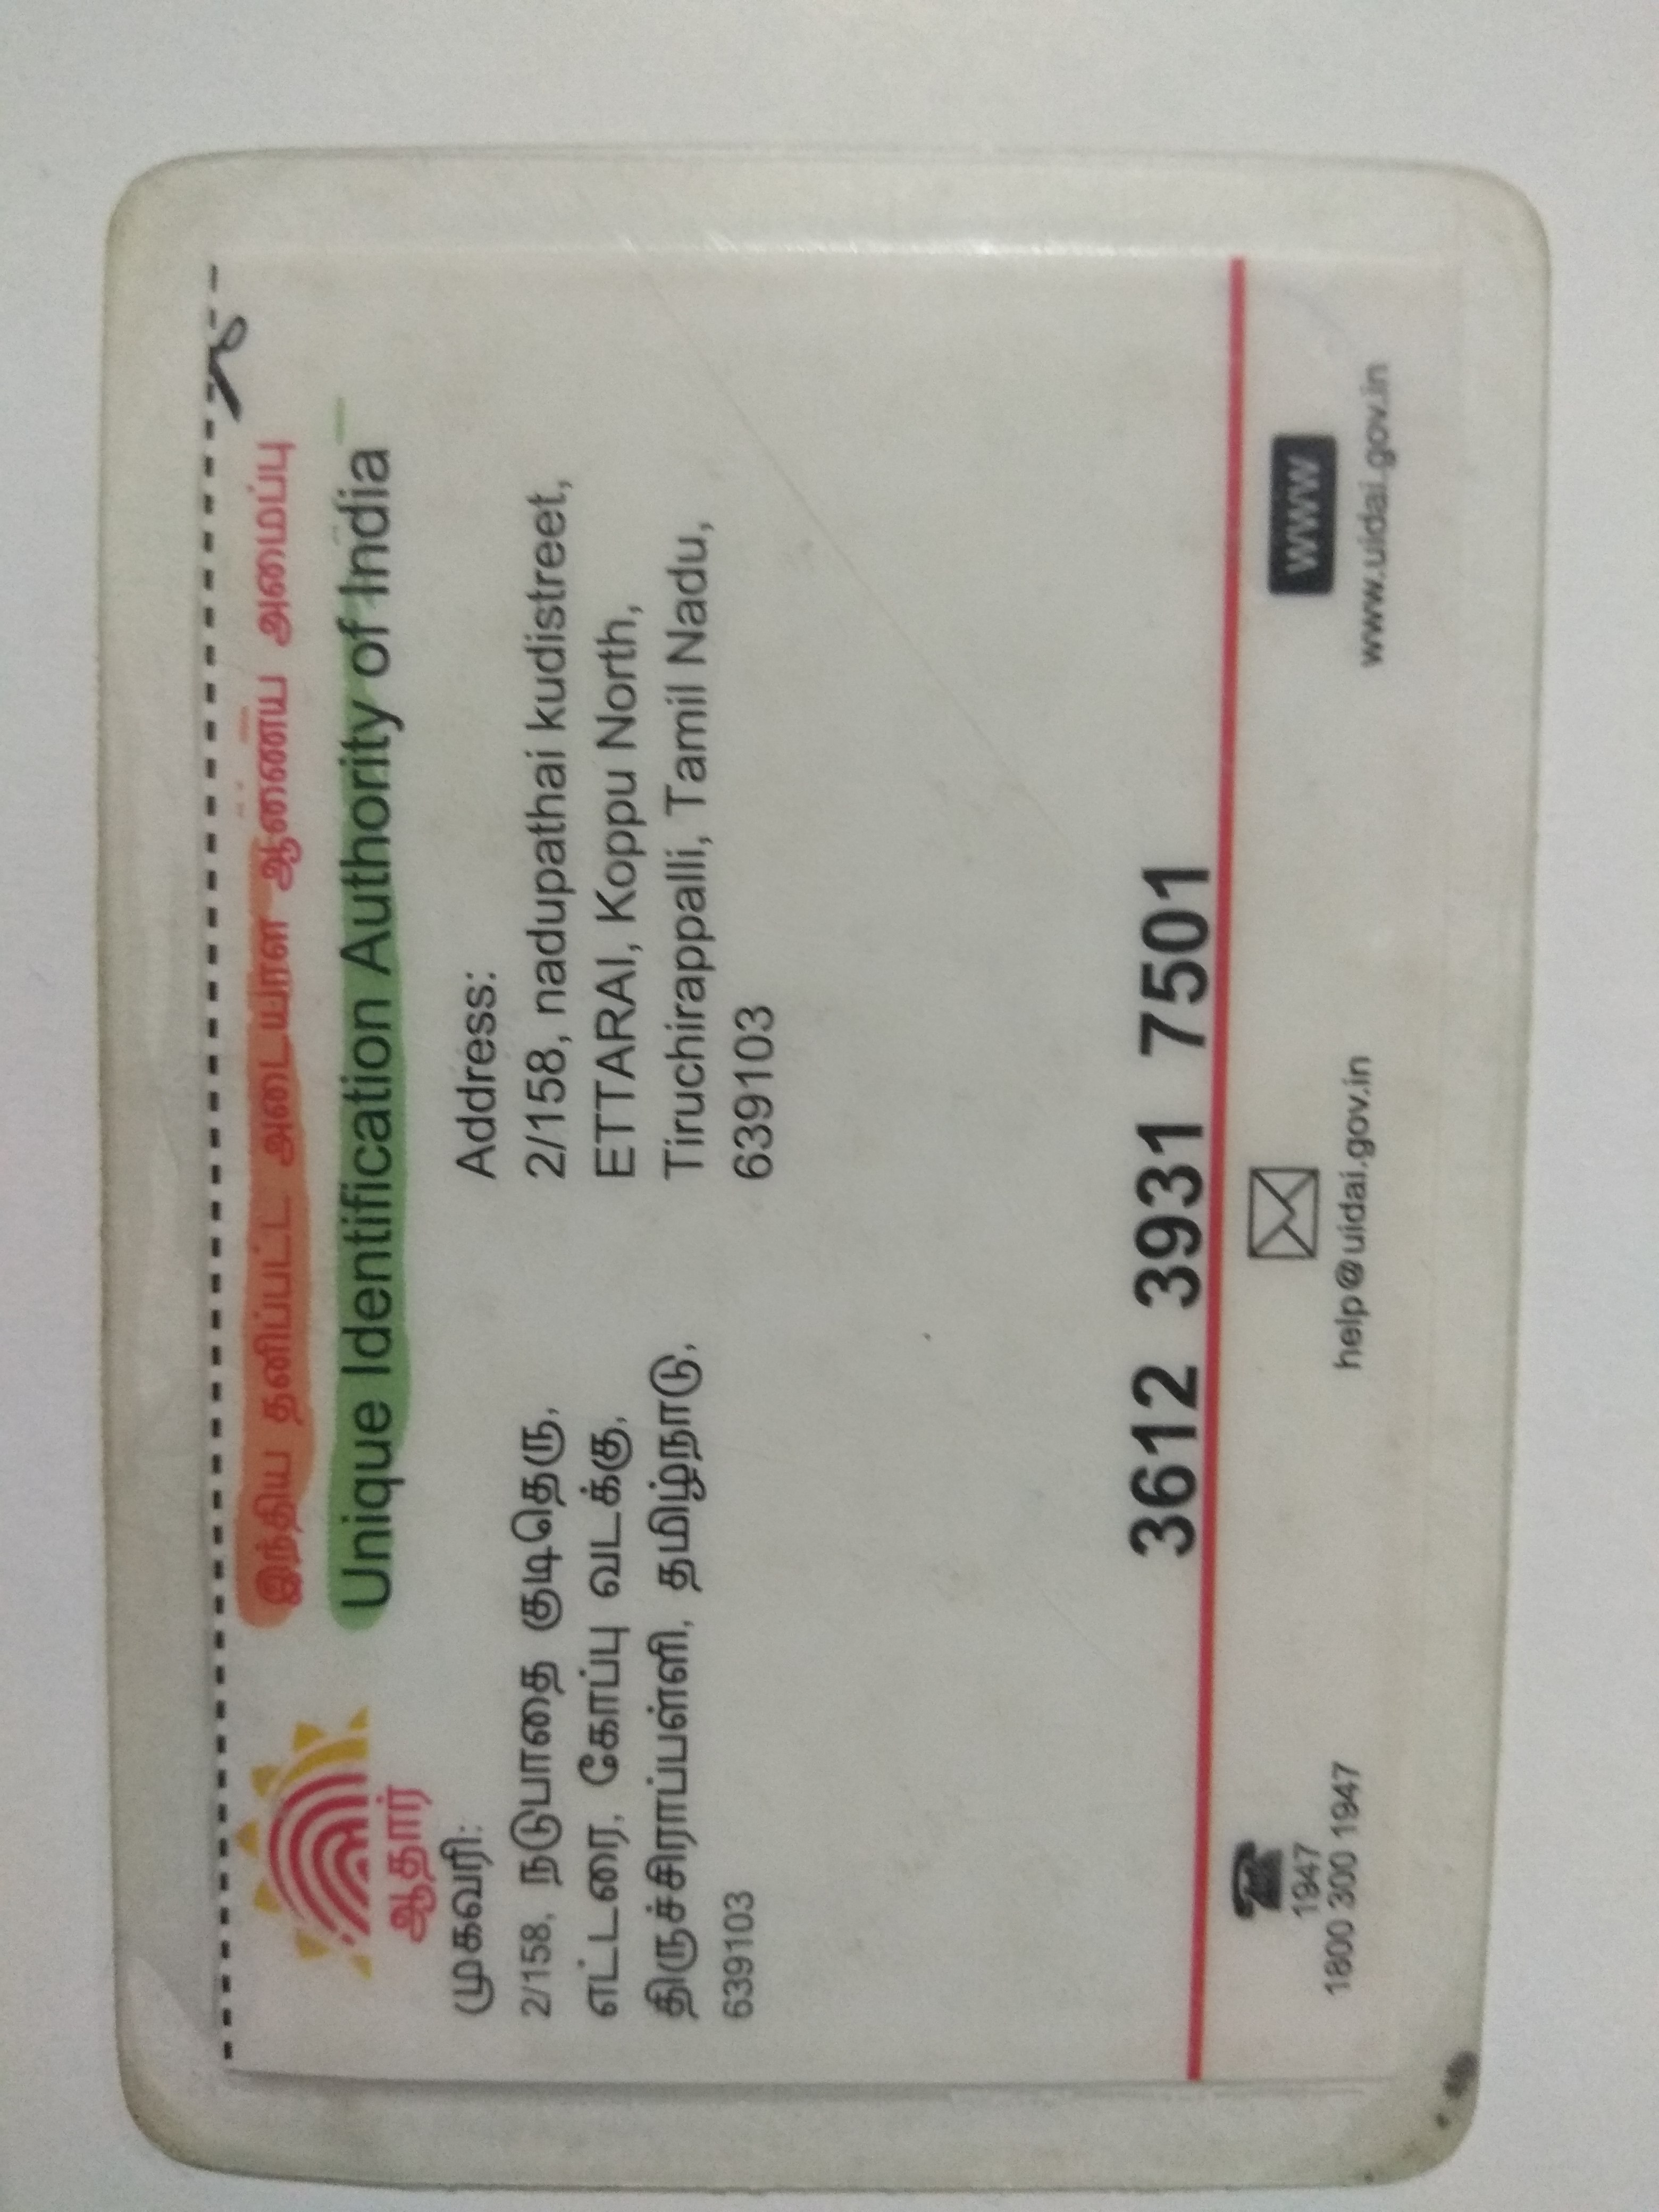 இந்திய தனிப்பட்ட அடையாள ஆணைய அமைப்பு
Unique Identification Authority of India
ஆதார்
முகவரி:
2/158, நடுபாதை குடிதெரு,
எட்டரை, கோப்பு வடக்கு,
திருச்சிராப்பள்ளி, தமிழ்நாடு,
639103
Address:
2/158, nadupathai kudistreet,
ETTARAI, Koppu North,
Tiruchirappalli, Tamil Nadu,
639103
3612 3931 7501
1947
1800 300 1947
help@uidai.gov.in
www
www.uidai.gov.in